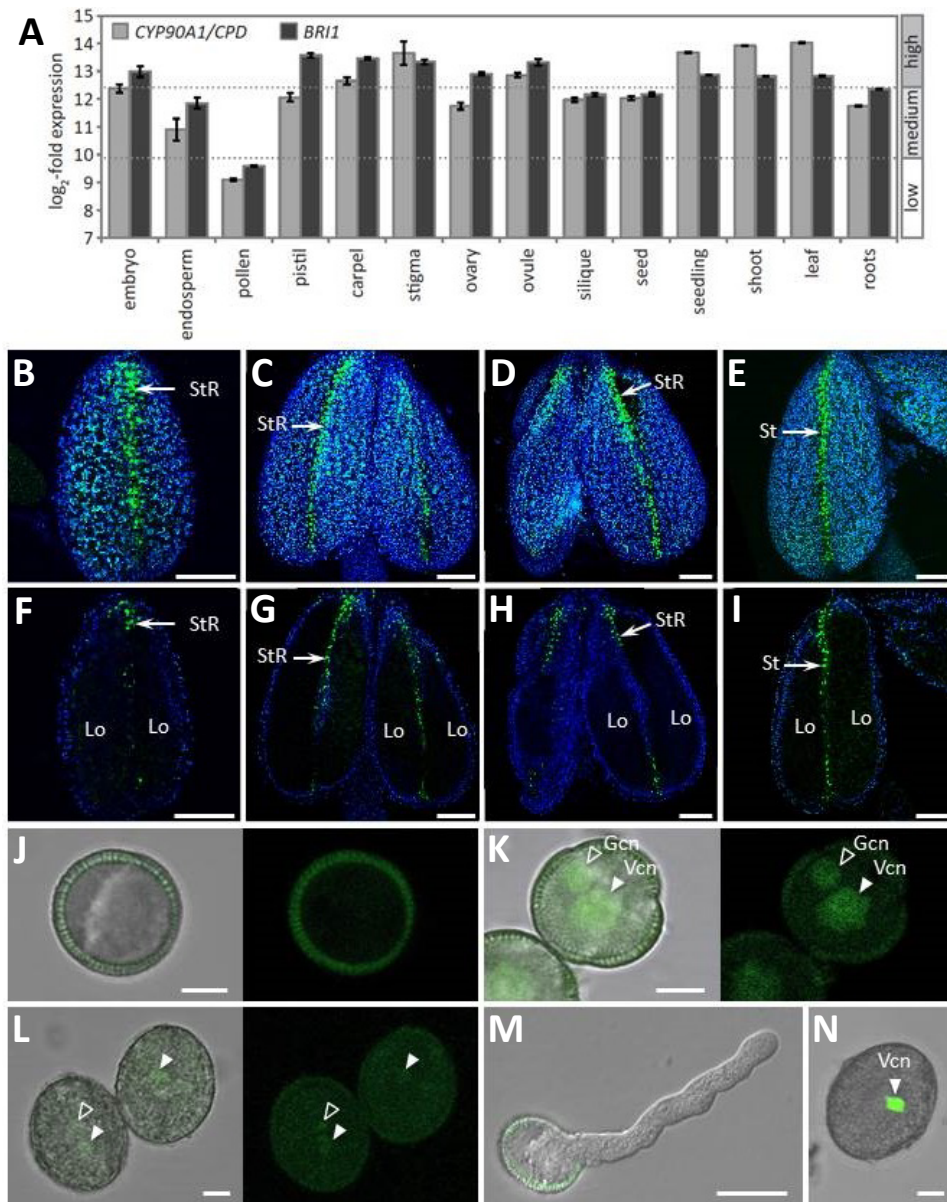 A
CYP90A1/CPD BRI1
log2-fold expression
15
14
13
12
11
10
9
8
7
high
medium
low
embryo
endosperm
pollen
pistil
carpel
stigma
ovary
ovule
silique
seed
seedling
shoot
leaf
roots
B StR
C StR
D StR
E St
F StR
Lo Lo
G StR
Lo Lo
H StR
Lo Lo
I St
Lo Lo
J
K Gcn
Vcn
Gcn
Vcn
L
M
N Vcn